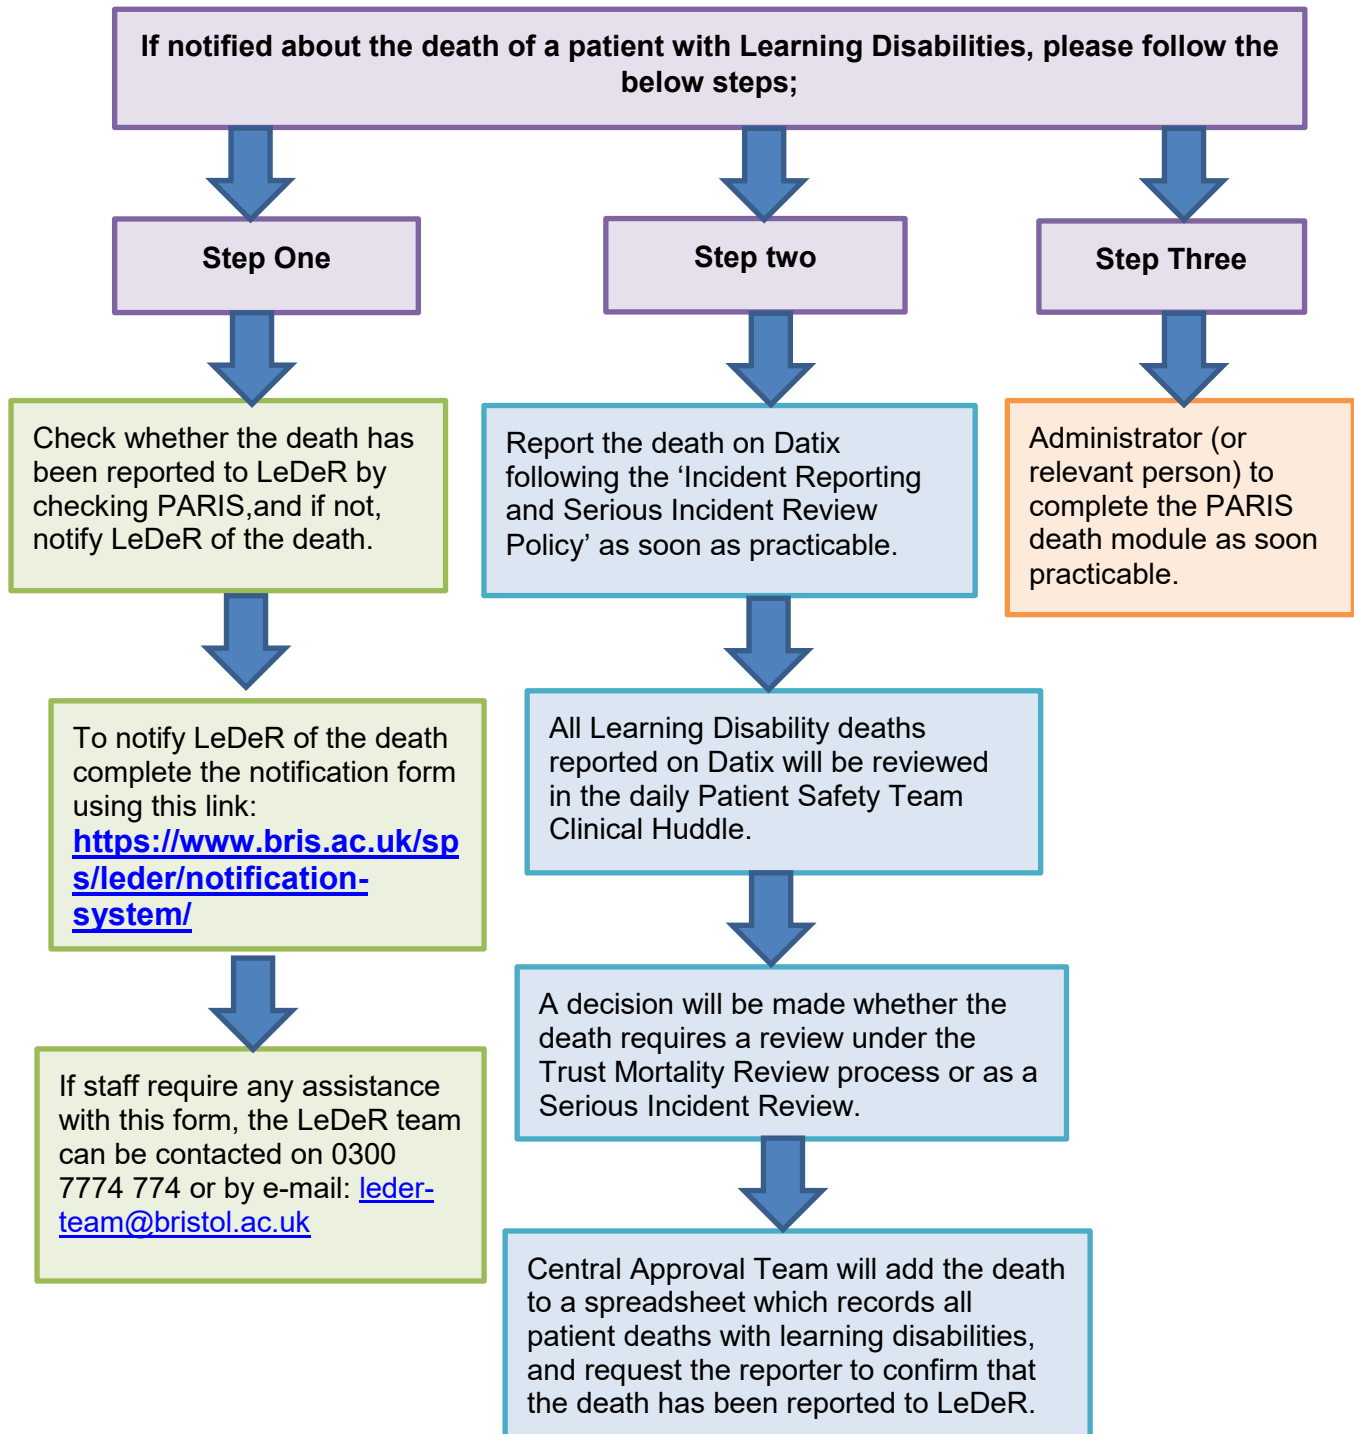 If notified about the death of a patient with Learning Disabilities, please follow the
below steps;
Step One
Check whether the death has
been reported to LeDeR by
checking PARIS,and if not,
notify LeDeR of the death.
To notify LeDeR of the death
complete the notification form
using this link:
https://www.bris.ac.uk/sp
s/leder/notification-
system/
If staff require any assistance
with this form, the LeDeR team
can be contacted on 0300
7774 774 or by e-mail: leder-
team@bristol.ac.uk
Step two
Report the death on Datix
following the ‘Incident Reporting
and Serious Incident Review
Policy’ as soon as practicable.
All Learning Disability deaths
reported on Datix will be reviewed
in the daily Patient Safety Team
Clinical Huddle.
A decision will be made whether the
death requires a review under the
Trust Mortality Review process or as a
Serious Incident Review.
Central Approval Team will add the death
to a spreadsheet which records all
patient deaths with learning disabilities,
and request the reporter to confirm that
the death has been reported to LeDeR.
Step Three
Administrator (or
relevant person) to
complete the PARIS
death module as soon
practicable.